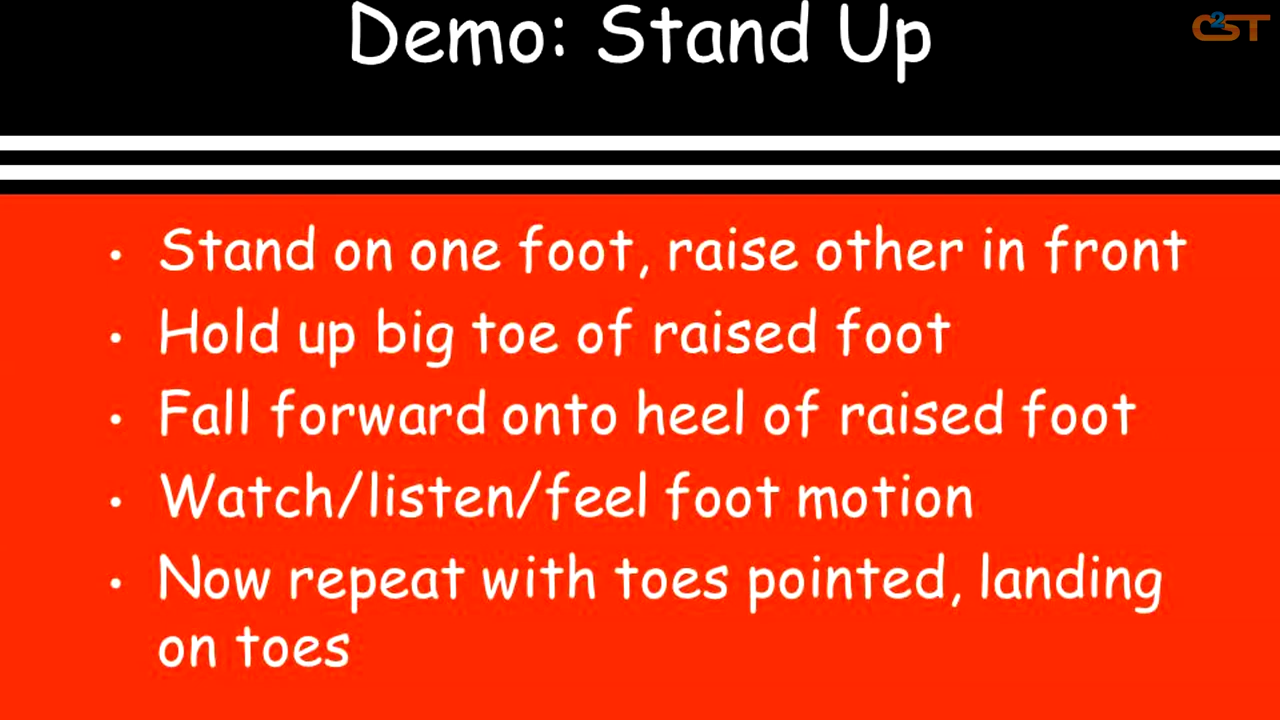 Demo: Stand Up
C2ST
• Stand on one foot, raise other in front
• Hold up big toe of raised foot
• Fall forward onto heel of raised foot
• Watch/listen/feel foot motion
• Now repeat with toes pointed, landing
on toes